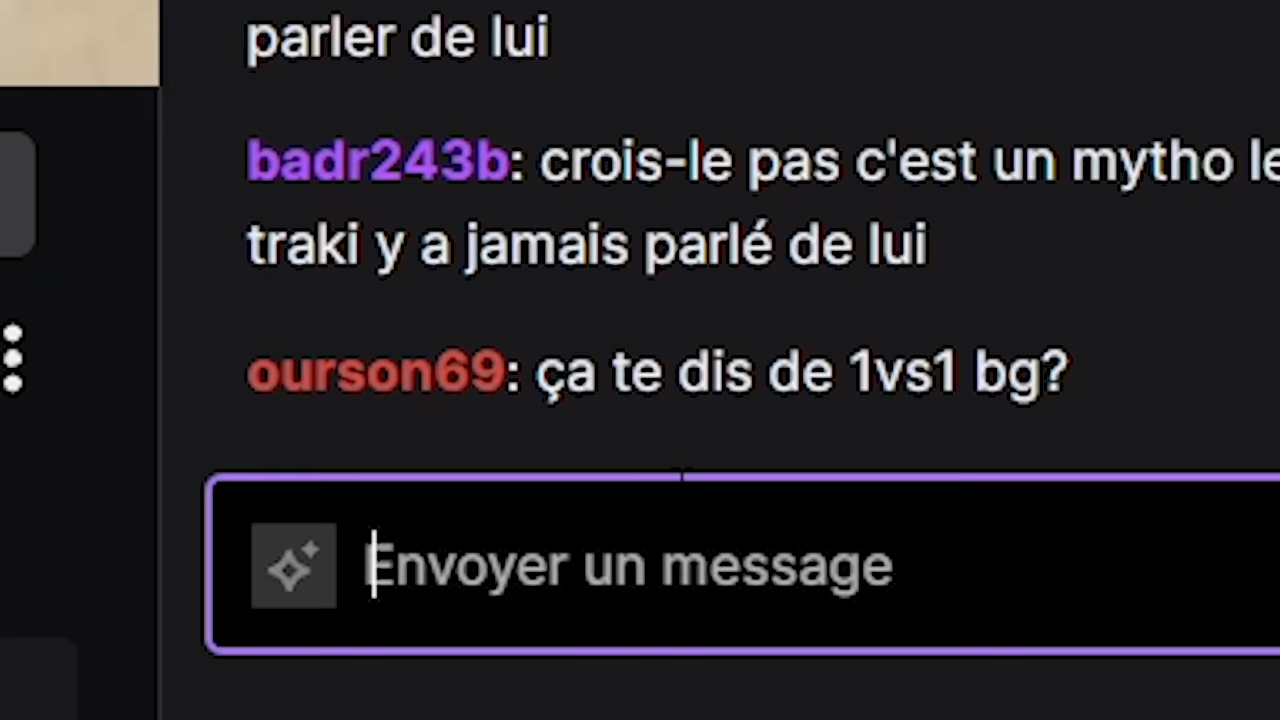 parler de lui
badr243b: crois-le pas c'est un mytho le
traki y a jamais parlé de lui
ourson69: ça te dis de 1vs1 bg?
Envoyer un message